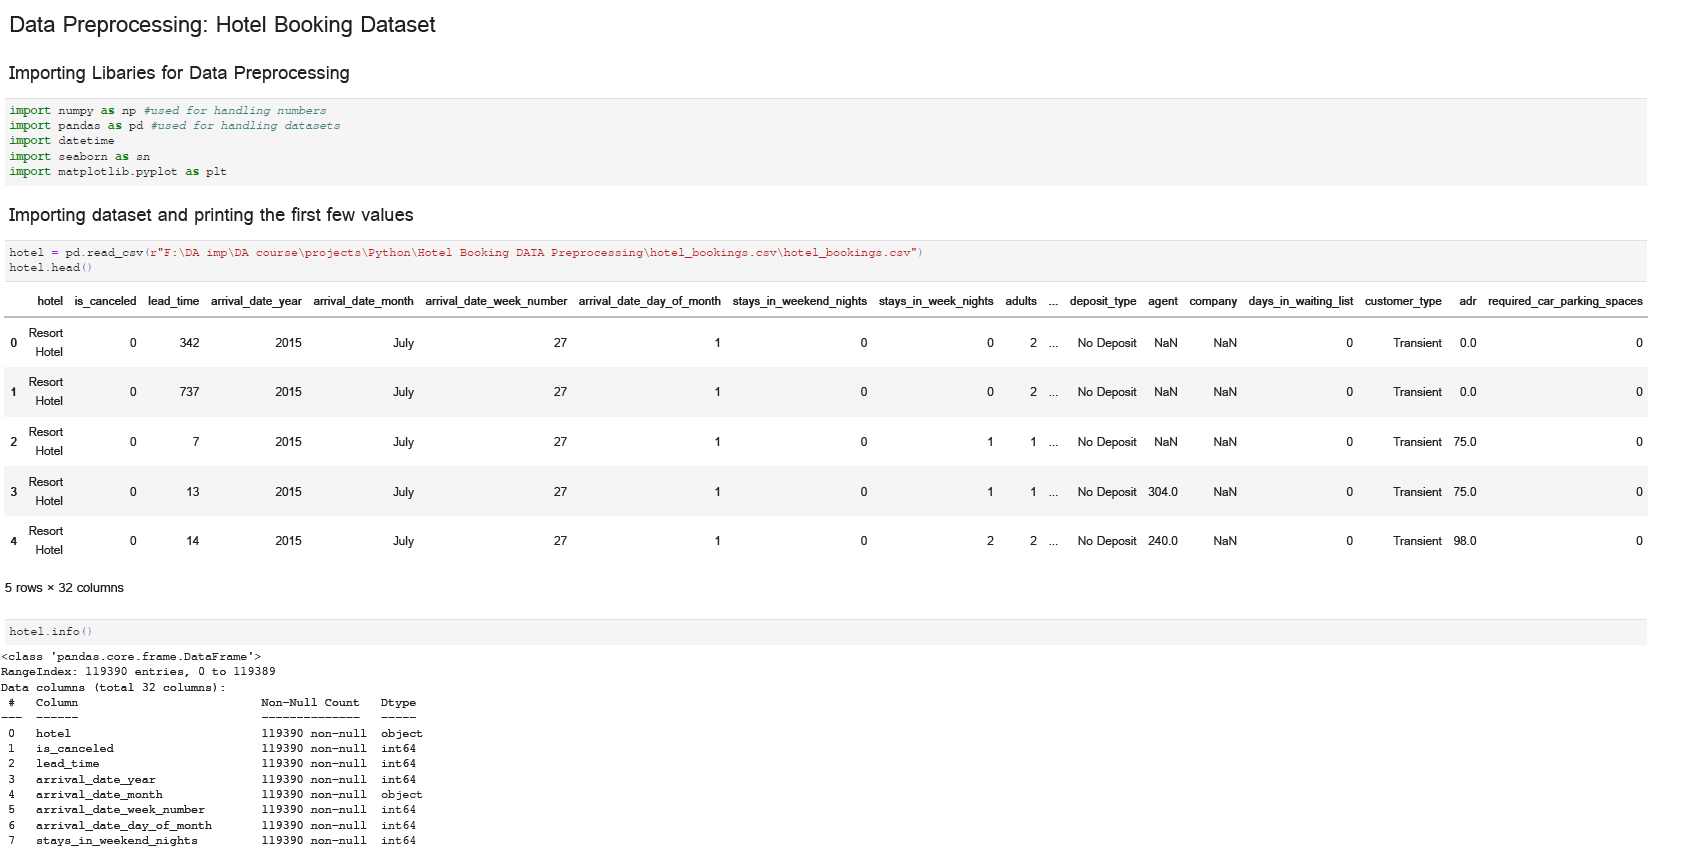 Data Preprocessing: Hotel Booking Dataset
Importing Libaries for Data Preprocessing
import numpy as np #used for handling numbers
import pandas as pd #used for handling datasets
import datetime
import seaborn as sn
import matplotlib.pyplot as plt
Importing dataset and printing the first few values
hotel = pd.read_csv(r"F:\DA imp\DA course\projects\Python\Hotel Booking DATA Preprocessing\hotel_bookings.csv\hotel_bookings.csv")
hotel.head()
hotel is_canceled lead_time arrival_date_year arrival_date_month arrival_date_week_number arrival_date_day_of_month stays_in_weekend_nights stays_in_week_nights adults ... deposit_type agent company days_in_waiting_list customer_type adr required_car_parking_spaces
0 Resort Hotel 0 342 2015 July 27 1 0 0 2 ... No Deposit NaN NaN 0 Transient 0.0 0
1 Resort Hotel 0 737 2015 July 27 1 0 0 2 ... No Deposit NaN NaN 0 Transient 0.0 0
2 Resort Hotel 0 7 2015 July 27 1 0 1 1 ... No Deposit NaN NaN 0 Transient 75.0 0
3 Resort Hotel 0 13 2015 July 27 1 0 1 1 ... No Deposit 304.0 NaN 0 Transient 75.0 0
4 Resort Hotel 0 14 2015 July 27 1 0 2 2 ... No Deposit 240.0 NaN 0 Transient 98.0 0
5 rows × 32 columns
hotel.info()
<class 'pandas.core.frame.DataFrame'>
RangeIndex: 119390 entries, 0 to 119389
Data columns (total 32 columns):
# Column Non-Null Count Dtype
--- ------ -------------- -----
0 hotel 119390 non-null object
1 is_canceled 119390 non-null int64
2 lead_time 119390 non-null int64
3 arrival_date_year 119390 non-null int64
4 arrival_date_month 119390 non-null object
5 arrival_date_week_number 119390 non-null int64
6 arrival_date_day_of_month 119390 non-null int64
7 stays_in_weekend_nights 119390 non-null int64